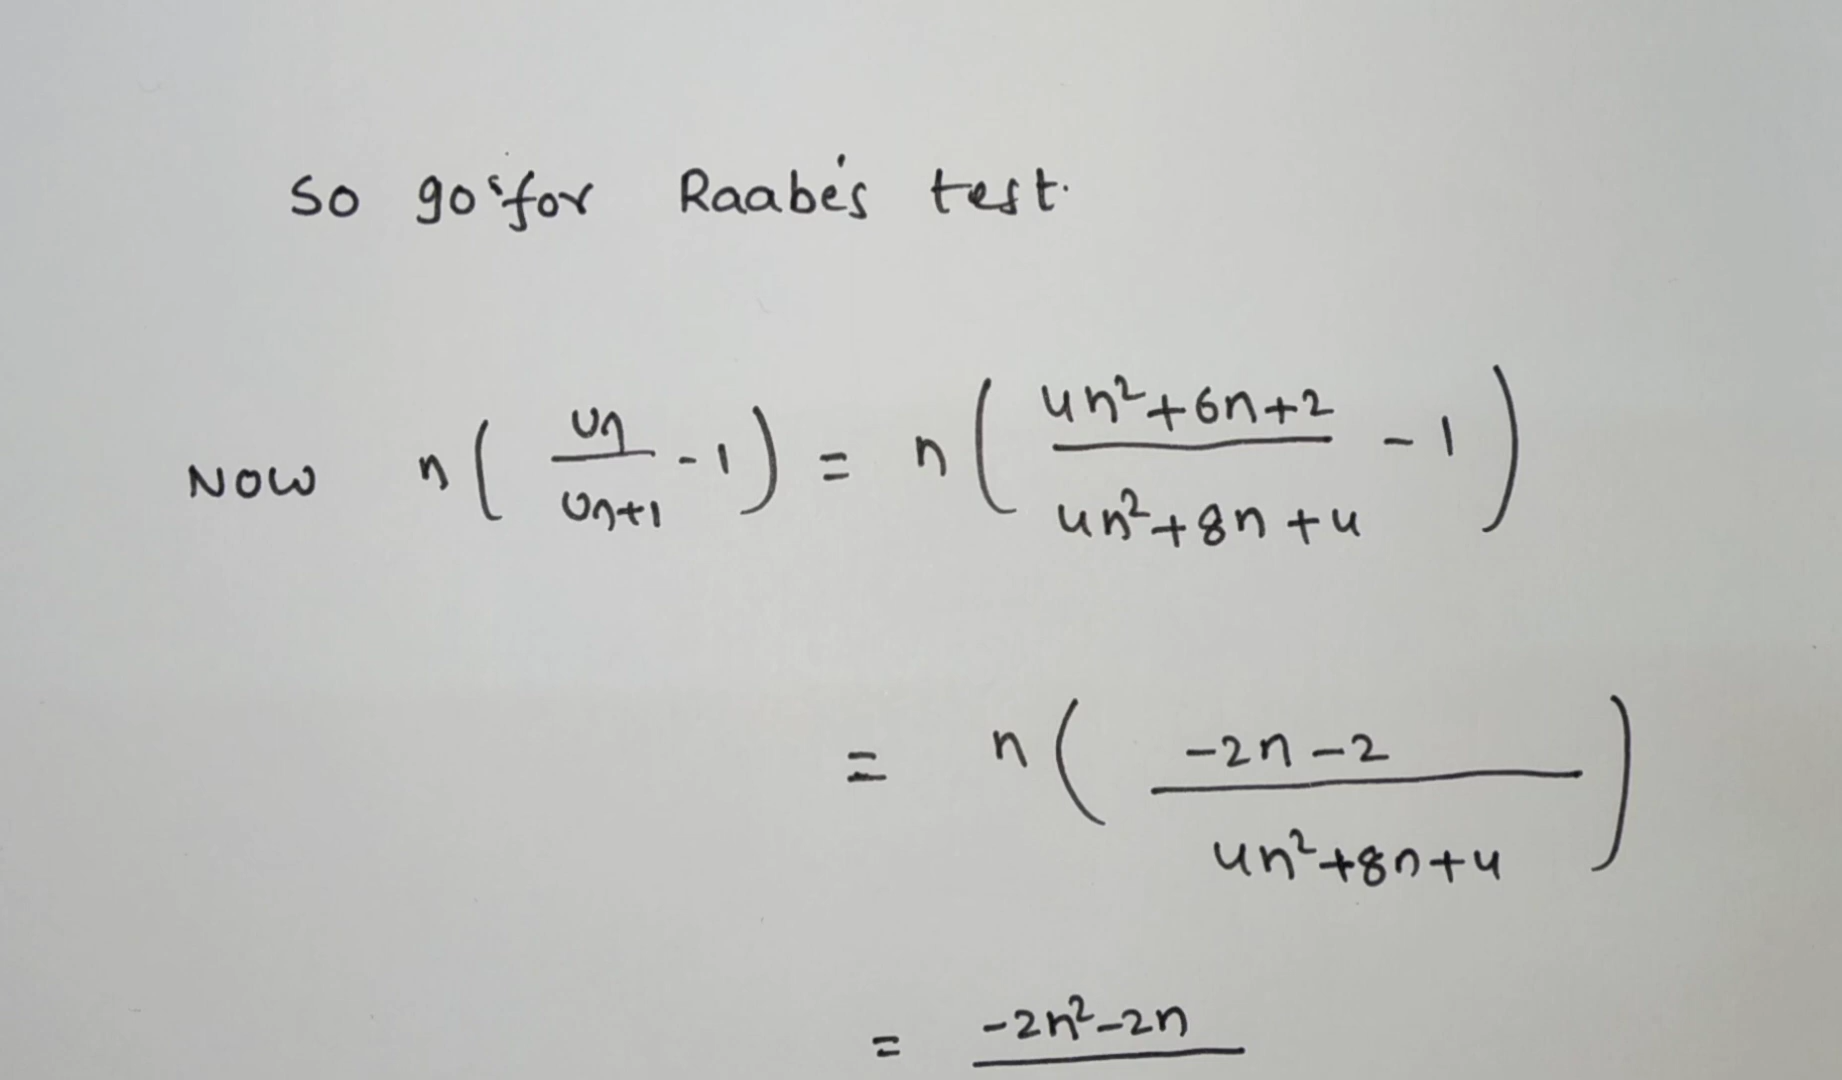 So go for Raabe's test.
Now n( un/un+1 - 1 ) = n( 4n²+6n+2 / 4n²+8n+4 - 1 )
= n( -2n-2 / 4n²+8n+4 )
= -2n²-2n